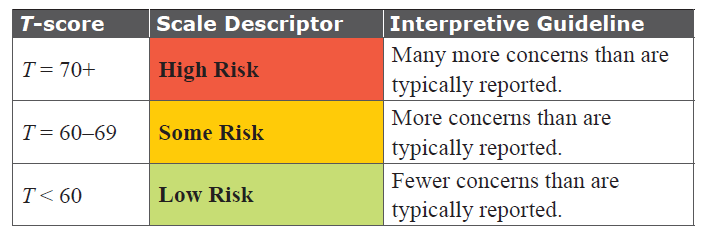 T-score Scale Descriptor Interpretive Guideline
T = 70+ High Risk Many more concerns than are
typically reported.
T = 60–69 Some Risk More concerns than are
typically reported.
T < 60 Low Risk Fewer concerns than are
typically reported.